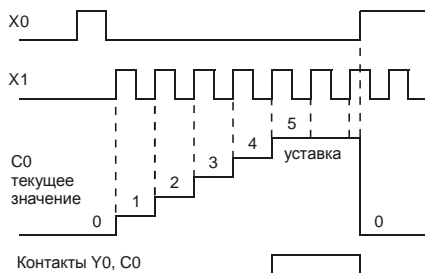 X0
X1
5
4
уставка
3
C0
текущее
значение
2
1
0
0
Контакты Y0, C0